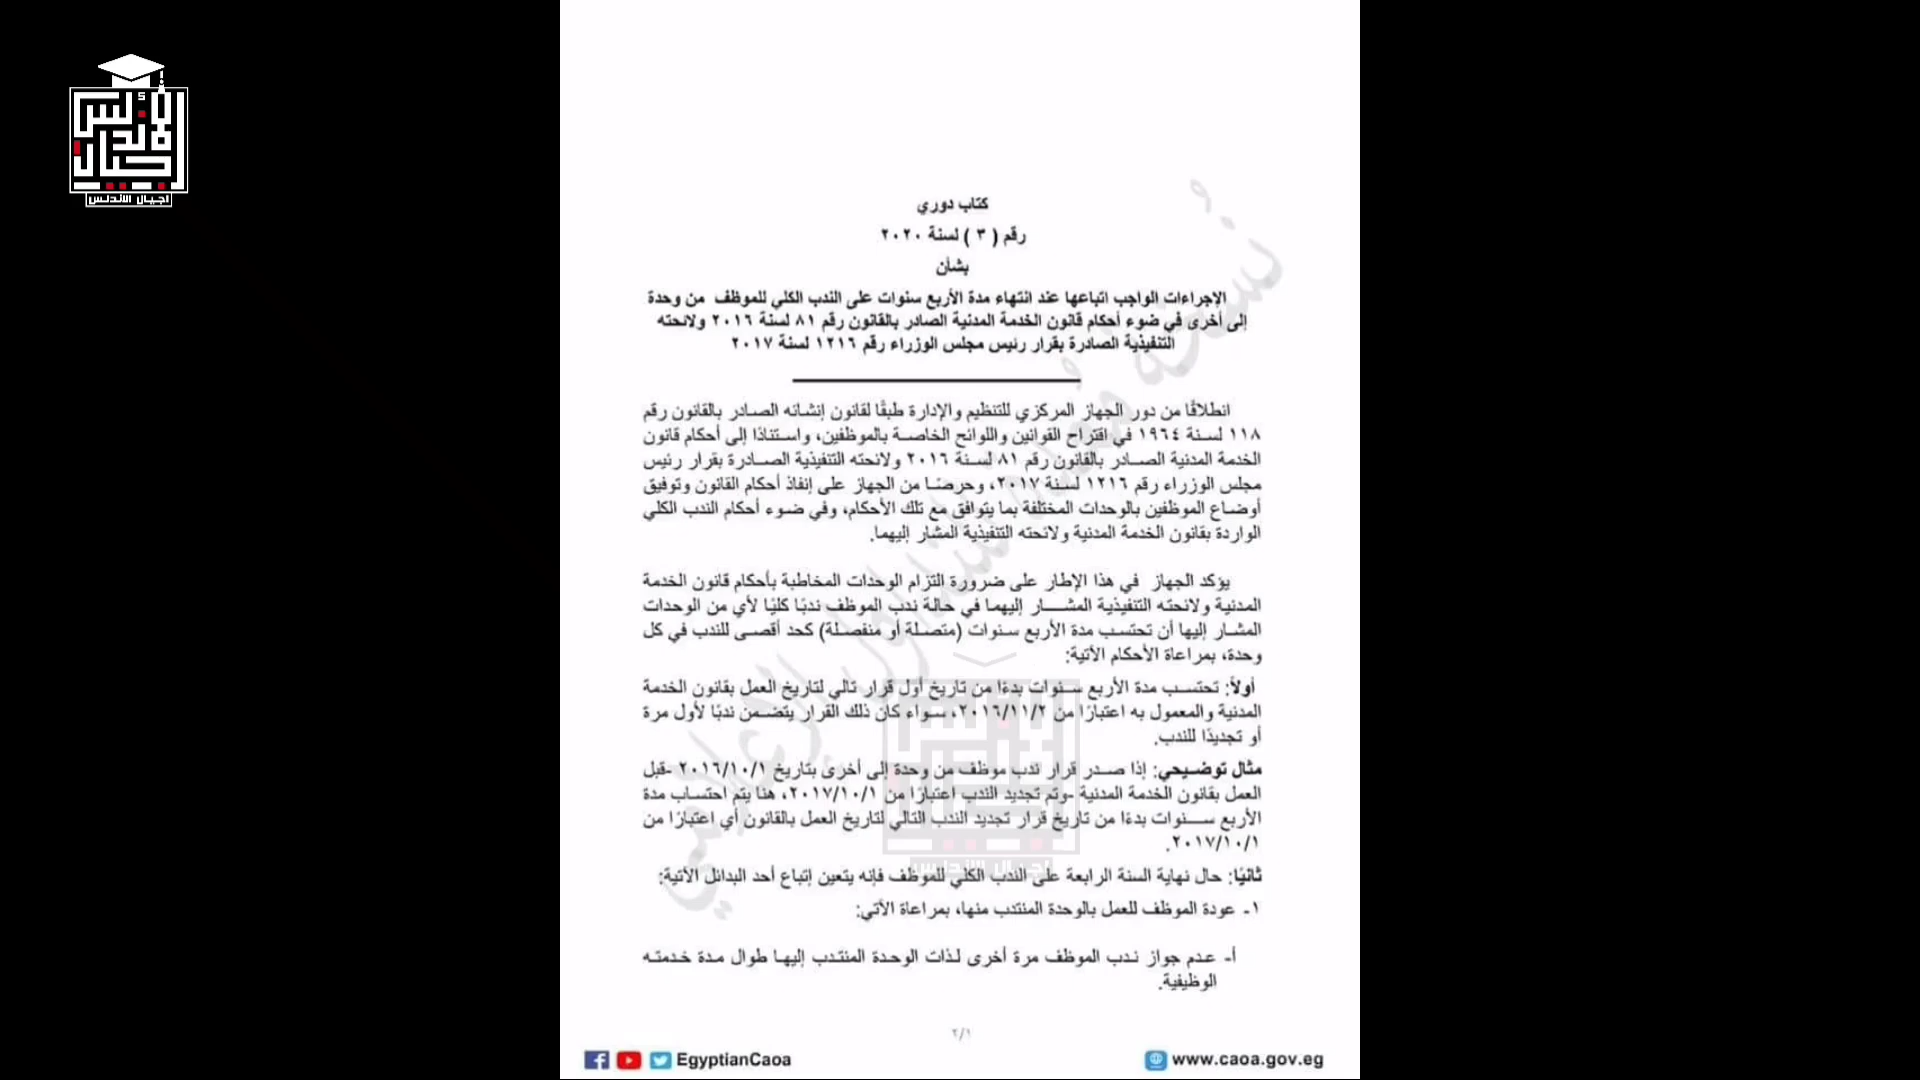 اجيال الاندلس
كتاب دوري
رقم ( ٣ ) لسنة ٢٠٢٠
بشأن
الإجراءات الواجب اتباعها عند انتهاء مدة الأربع سنوات على الندب الكلي للموظف من وحدة
إلى أخرى في ضوء أحكام قانون الخدمة المدنية الصادر بالقانون رقم ٨١ لسنة ٢٠١٦ ولائحته
التنفيذية الصادرة بقرار رئيس مجلس الوزراء رقم ١٢١٦ لسنة ٢٠١٧
انطلاقًا من دور الجهاز المركزي للتنظيم والإدارة طبقًا لقانون إنشائه الصادر بالقانون رقم
١١٨ لسنة ١٩٦٤ في اقتراح القوانين واللوائح الخاصة بالموظفين، واستنادًا إلى أحكام قانون
الخدمة المدنية الصادر بالقانون رقم ٨١ لسنة ٢٠١٦ ولائحته التنفيذية الصادرة بقرار رئيس
مجلس الوزراء رقم ١٢١٦ لسنة ٢٠١٧، وحرصًا من الجهاز على إنفاذ أحكام القانون وتوفيق
أوضاع الموظفين بالوحدات المختلفة بما يتوافق مع تلك الأحكام، وفي ضوء أحكام الندب الكلي
الواردة بقانون الخدمة المدنية ولائحته التنفيذية المشار إليهما.
يؤكد الجهاز في هذا الإطار على ضرورة التزام الوحدات المخاطبة بأحكام قانون الخدمة
المدنية ولائحته التنفيذية المشار إليهما في حالة ندب الموظف ندبًا كليًا لأي من الوحدات
المشار إليها أن تحتسب مدة الأربع سنوات (متصلة أو منفصلة) كحد أقصى للندب في كل
وحدة، بمراعاة الأحكام الآتية:
أولاً: تحتسب مدة الأربع سنوات بدءًا من تاريخ أول قرار تالي لتاريخ العمل بقانون الخدمة
المدنية والمعمول به اعتبارًا من ٢٠١٦/١١/٢، سواء كان ذلك القرار يتضمن ندبًا لأول مرة
أو تجديدًا للندب.
مثال توضيحي: إذا صدر قرار ندب موظف من وحدة إلى أخرى بتاريخ ٢٠١٦/١٠/١ -قبل
العمل بقانون الخدمة المدنية -وتم تجديد الندب اعتبارًا من ٢٠١٧/١٠/١، هنا يتم احتساب مدة
الأربع سنوات بدءًا من تاريخ قرار تجديد الندب التالي لتاريخ العمل بالقانون أي اعتبارًا من
٢٠١٧/١٠/١.
ثانيًا: حال نهاية السنة الرابعة على الندب الكلي للموظف فإنه يتعين إتباع أحد البدائل الآتية:
١- عودة الموظف للعمل بالوحدة المنتدب منها، بمراعاة الآتي:
أ- عدم جواز ندب الموظف مرة أخرى لذات الوحدة المنتدب إليها طوال مدة خدمته
الوظيفية.
٢/١
EgyptianCaoa
www.caoa.gov.eg